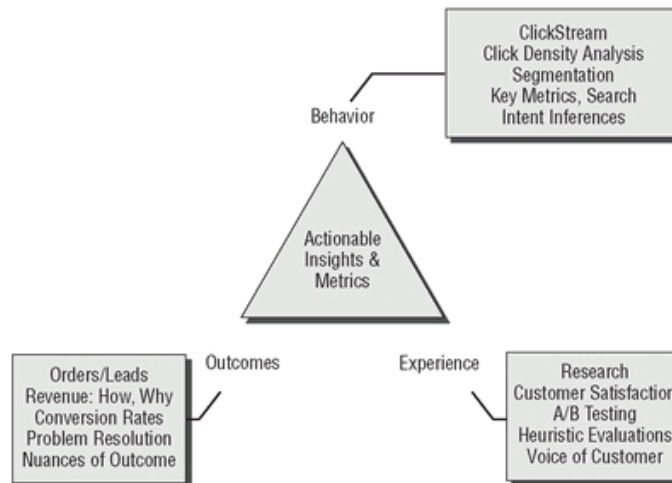 ClickStream
Click Density Analysis
Segmentation
Key Metrics, Search
Intent Inferences
Behavior
Actionable
Insights &
Metrics
Outcomes
Experience
Orders/Leads
Revenue: How, Why
Conversion Rates
Problem Resolution
Nuances of Outcome
Research
Customer Satisfaction
A/B Testing
Heuristic Evaluations
Voice of Customer